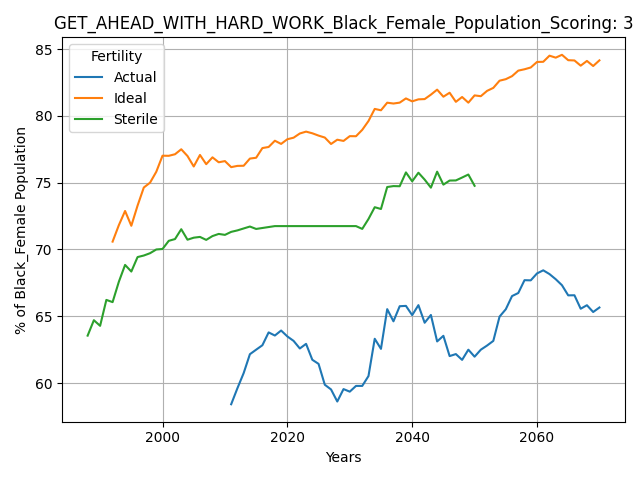 GET_AHEAD_WITH_HARD_WORK_Black_Female_Population_Scoring: 3
85
80
75
70
65
60
% of Black_Female Population
Fertility
Actual
Ideal
Sterile
2000
2020
2040
2060
Years